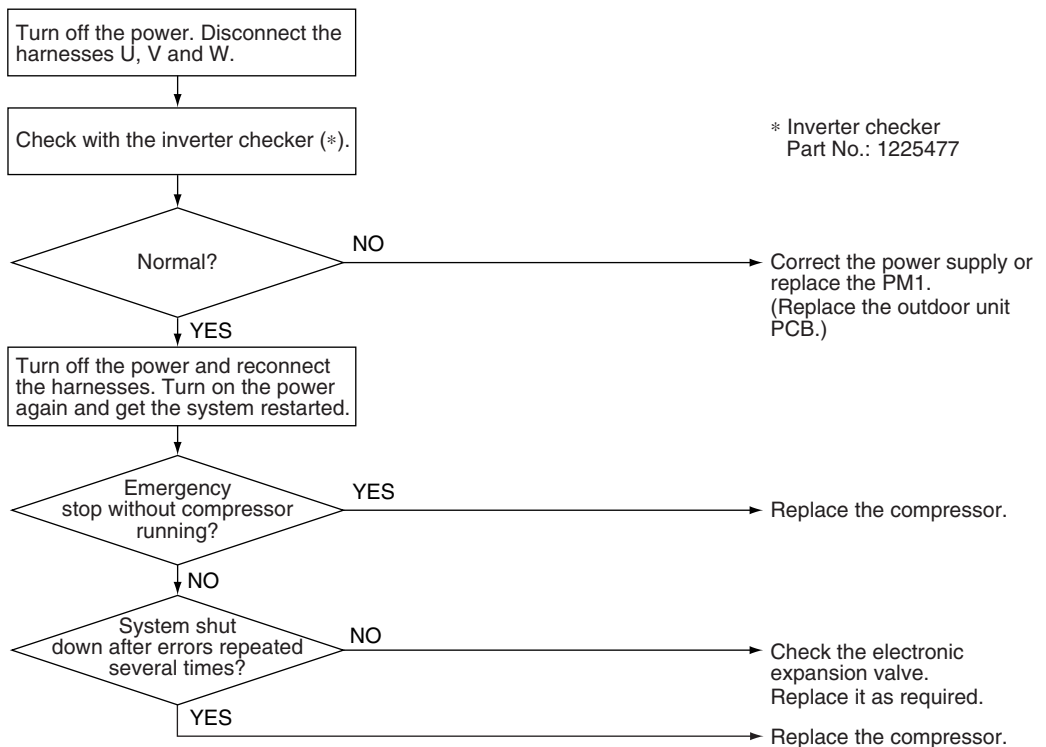 Turn off the power. Disconnect the
harnesses U, V and W.
Check with the inverter checker (*).
* Inverter checker
Part No.: 1225477
Normal?
NO
Correct the power supply or
replace the PM1.
(Replace the outdoor unit
PCB.)
YES
Turn off the power and reconnect
the harnesses. Turn on the power
again and get the system restarted.
Emergency
stop without compressor
running?
YES
Replace the compressor.
NO
System shut
down after errors repeated
several times?
NO
Check the electronic
expansion valve.
Replace it as required.
YES
Replace the compressor.